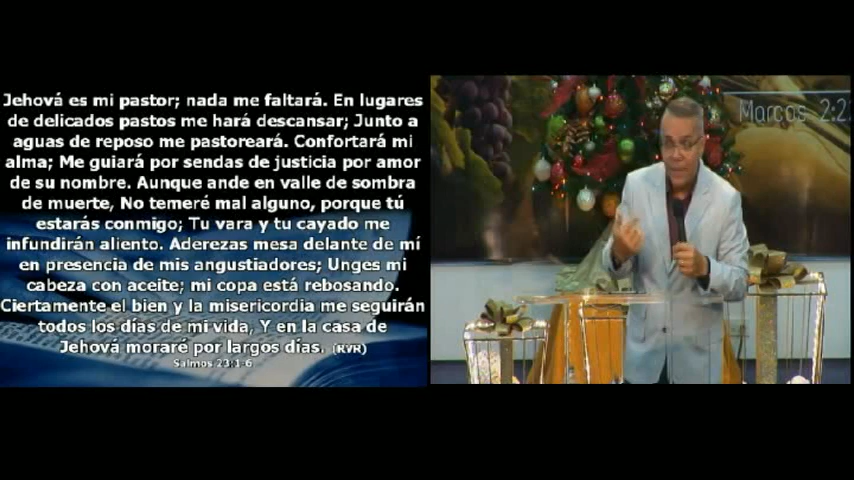 Jehová es mi pastor; nada me faltará. En lugares
de delicados pastos me hará descansar; Junto a
aguas de reposo me pastoreará. Confortará mi
alma; Me guiará por sendas de justicia por amor
de su nombre. Aunque ande en valle de sombra
de muerte, No temeré mal alguno, porque tú
estarás conmigo; Tu vara y tu cayado me
infundirán aliento. Aderezas mesa delante de mí
en presencia de mis angustiadores; Unges mi
cabeza con aceite; mi copa está rebosando.
Ciertamente el bien y la misericordia me seguirán
todos los días de mi vida, Y en la casa de
Jehová moraré por largos días. (RVR)
Salmos 23:1-6
Marcos